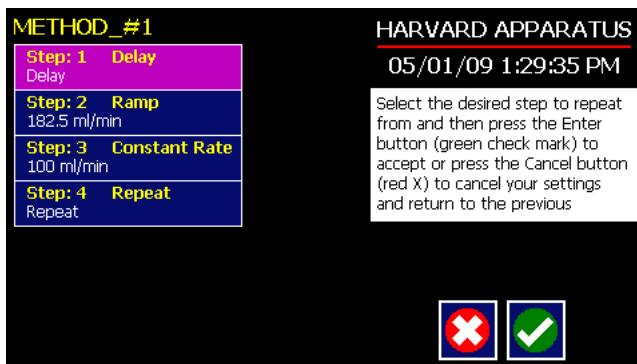 METHOD_#1
Step: 1 Delay
Delay
Step: 2 Ramp
182.5 ml/min
Step: 3 Constant Rate
100 ml/min
Step: 4 Repeat
Repeat
HARVARD APPARATUS
05/01/09 1:29:35 PM
Select the desired step to repeat
from and then press the Enter
button (green check mark) to
accept or press the Cancel button
(red X) to cancel your settings
and return to the previous